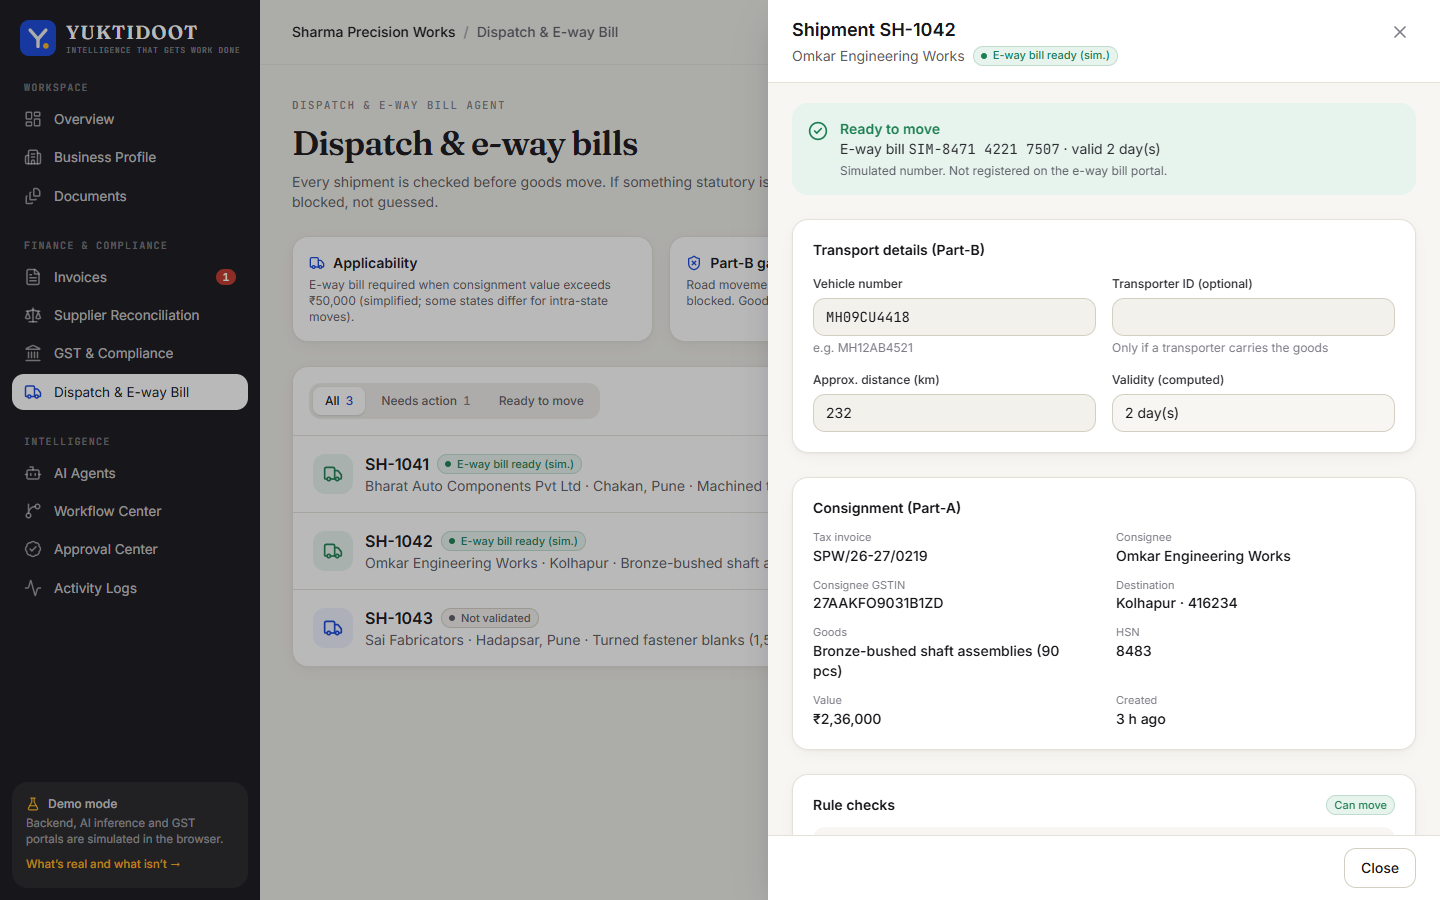 YUKTIDOOT
INTELLIGENCE THAT GETS WORK DONE
WORKSPACE
Overview
Business Profile
Documents
FINANCE & COMPLIANCE
Invoices 1
Supplier Reconciliation
GST & Compliance
Dispatch & E-way Bill
INTELLIGENCE
AI Agents
Workflow Center
Approval Center
Activity Logs
Demo mode
Backend, AI inference and GST
portals are simulated in the browser.
What's real and what isn't →
Sharma Precision Works / Dispatch & E-way Bill
DISPATCH & E-WAY BILL AGENT
Dispatch & e-way bills
Every shipment is checked before goods move. If something statutory is
blocked, not guessed.
Applicability
E-way bill required when consignment value exceeds
₹50,000 (simplified; some states differ for intra-state
moves).
Part-B ga
Road moveme
blocked. Good
All 3 Needs action 1 Ready to move
SH-1041 E-way bill ready (sim.)
Bharat Auto Components Pvt Ltd · Chakan, Pune · Machined
SH-1042 E-way bill ready (sim.)
Omkar Engineering Works · Kolhapur · Bronze-bushed shaft a
SH-1043 Not validated
Sai Fabricators · Hadapsar, Pune · Turned fastener blanks (1,5
Shipment SH-1042
Omkar Engineering Works E-way bill ready (sim.)
Ready to move
E-way bill SIM-8471 4221 7507 · valid 2 day(s)
Simulated number. Not registered on the e-way bill portal.
Transport details (Part-B)
Vehicle number Transporter ID (optional)
MH09CU4418
e.g. MH12AB4521 Only if a transporter carries the goods
Approx. distance (km) Validity (computed)
232 2 day(s)
Consignment (Part-A)
Tax invoice Consignee
SPW/26-27/0219 Omkar Engineering Works
Consignee GSTIN Destination
27AAKFO9031B1ZD Kolhapur · 416234
Goods HSN
Bronze-bushed shaft assemblies (90 8483
pcs)
Value Created
₹2,36,000 3 h ago
Rule checks Can move
Close